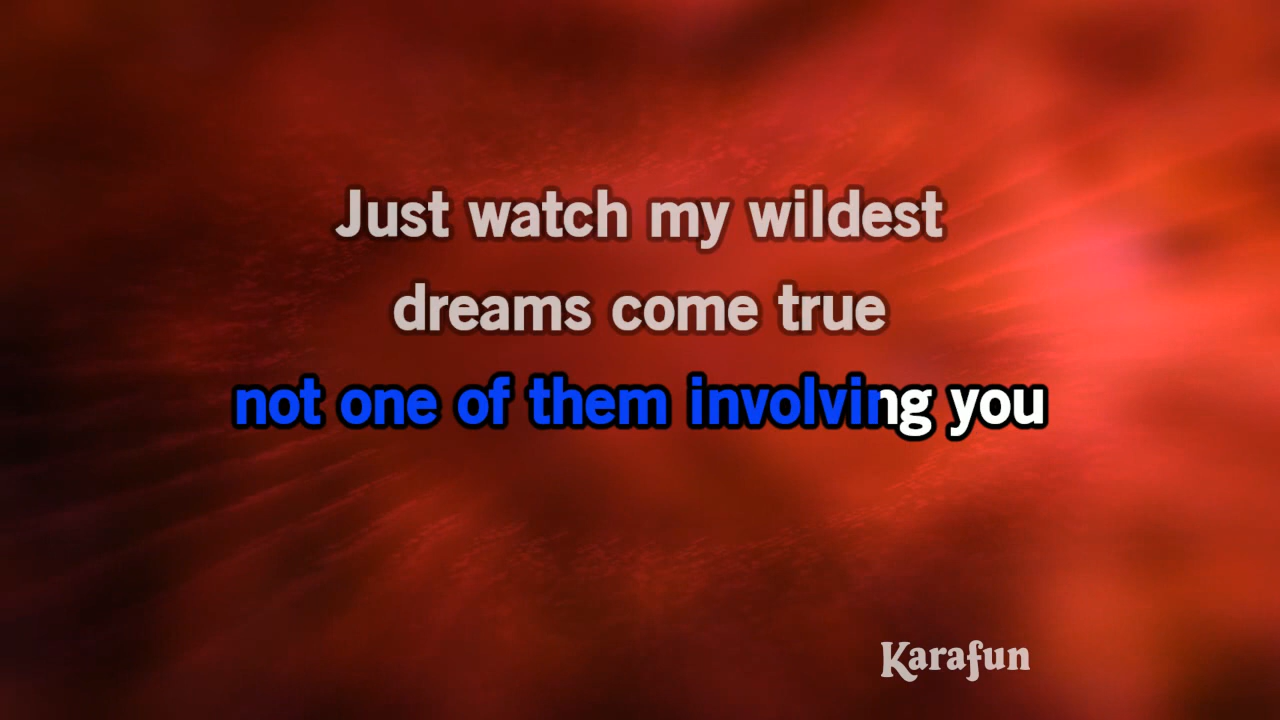 Just watch my wildest
dreams come true
not one of them involving you
Karafun